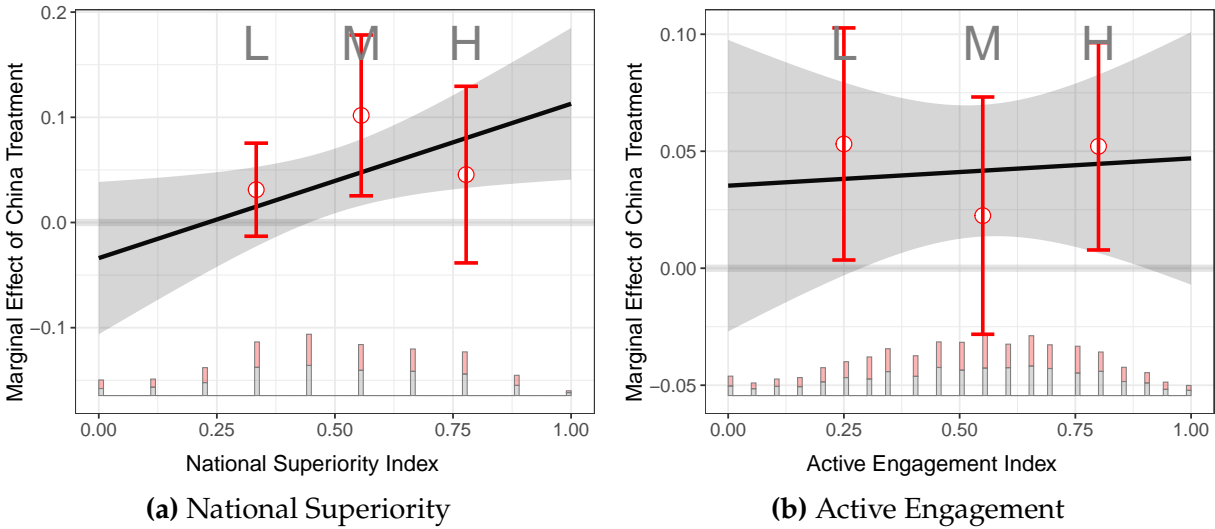 Marginal Effect of China Treatment
0.2
0.1
0.0
−0.1
L M H
0.00 0.25 0.50 0.75 1.00
National Superiority Index
(a) National Superiority
Marginal Effect of China Treatment
0.10
0.05
0.00
−0.05
L M H
0.00 0.25 0.50 0.75 1.00
Active Engagement Index
(b) Active Engagement